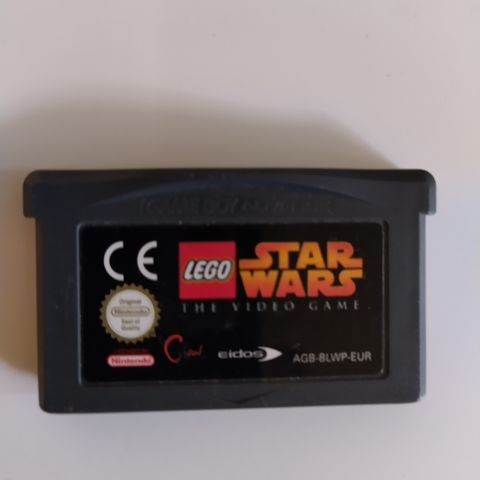 GAME BOY ADVANCE
CE
LEGO
STAR
WARS
THE VIDEO GAME
Original
Nintendo
Seal of
Quality
Nintendo
eidos
AGB-BLWP-EUR